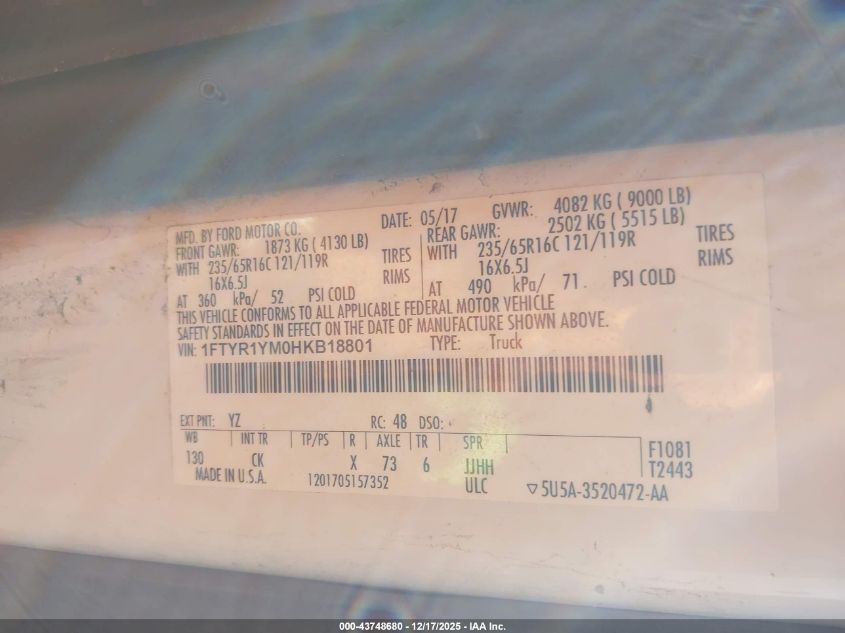 MFD. BY FORD MOTOR CO. DATE: 05/17 GVWR: 4082 KG ( 9000 LB)
FRONT GAWR: 1873 KG ( 4130 LB) REAR GAWR: 2502 KG ( 5515 LB)
WITH 235/65R16C 121/119R TIRES WITH 235/65R16C 121/119R TIRES
16X6.5J RIMS 16X6.5J RIMS
AT 360 kPa/ 52 PSI COLD AT 490 kPa/ 71 PSI COLD
THIS VEHICLE CONFORMS TO ALL APPLICABLE FEDERAL MOTOR VEHICLE
SAFETY STANDARDS IN EFFECT ON THE DATE OF MANUFACTURE SHOWN ABOVE.
VIN: 1FTYR1YM0HKB18801 TYPE: Truck
EXT PNT: YZ RC: 48 DSO:
WB INT TR TP/PS R AXLE TR SPR F1081
130 CK X 73 6 JJHH T2443
MADE IN U.S.A. 1201705157352 ULC ▽5U5A-3520472-AA
000-43748680 - 12/17/2025 - IAA Inc.